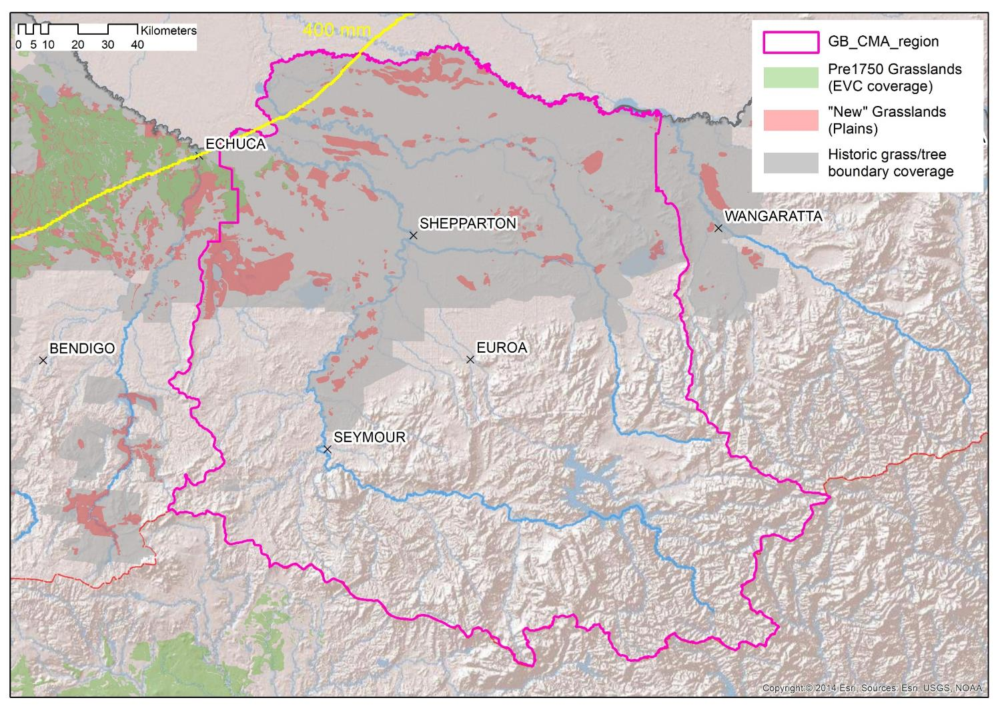 400 mm
Kilometers
0 5 10 20 30 40
GB_CMA_region
Pre1750 Grasslands
(EVC coverage)
"New" Grasslands
(Plains)
Historic grass/tree
boundary coverage
ECHUCA
SHEPPARTON
WANGARATTA
BENDIGO
EUROA
SEYMOUR
Copyright:© 2014 Esri, Sources: Esri, USGS, NOAA